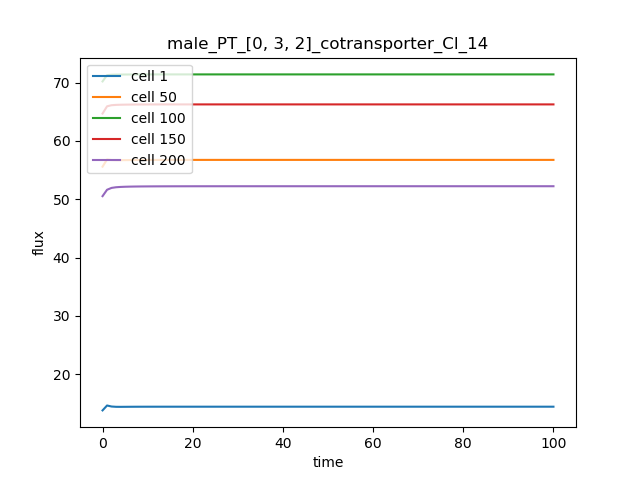 male_PT_[0, 3, 2]_cotransporter_Cl_14
cell 1
cell 50
cell 100
cell 150
cell 200
70
60
50
40
30
20
flux
0
20
40
60
80
100
time